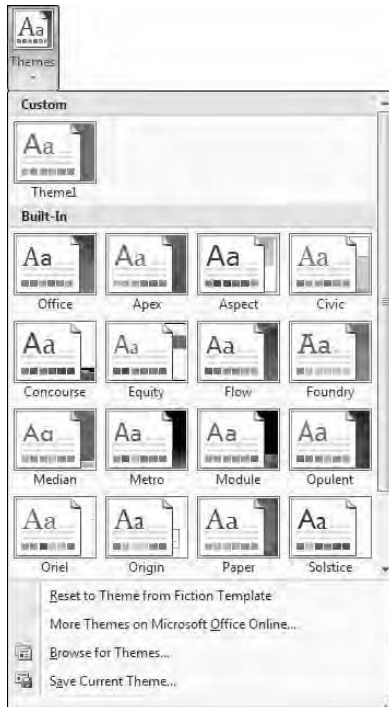 Aa
Themes
Custom
Aa
Theme1
Built-In
Aa Aa Aa Aa
Office Apex Aspect Civic
Aa Aa Aa Aa
Concourse Equity Flow Foundry
Aa Aa Aa Aa
Median Metro Module Opulent
Aa Aa Aa Aa
Oriel Origin Paper Solstice
Reset to Theme from Fiction Template
More Themes on Microsoft Office Online...
Browse for Themes...
Save Current Theme...